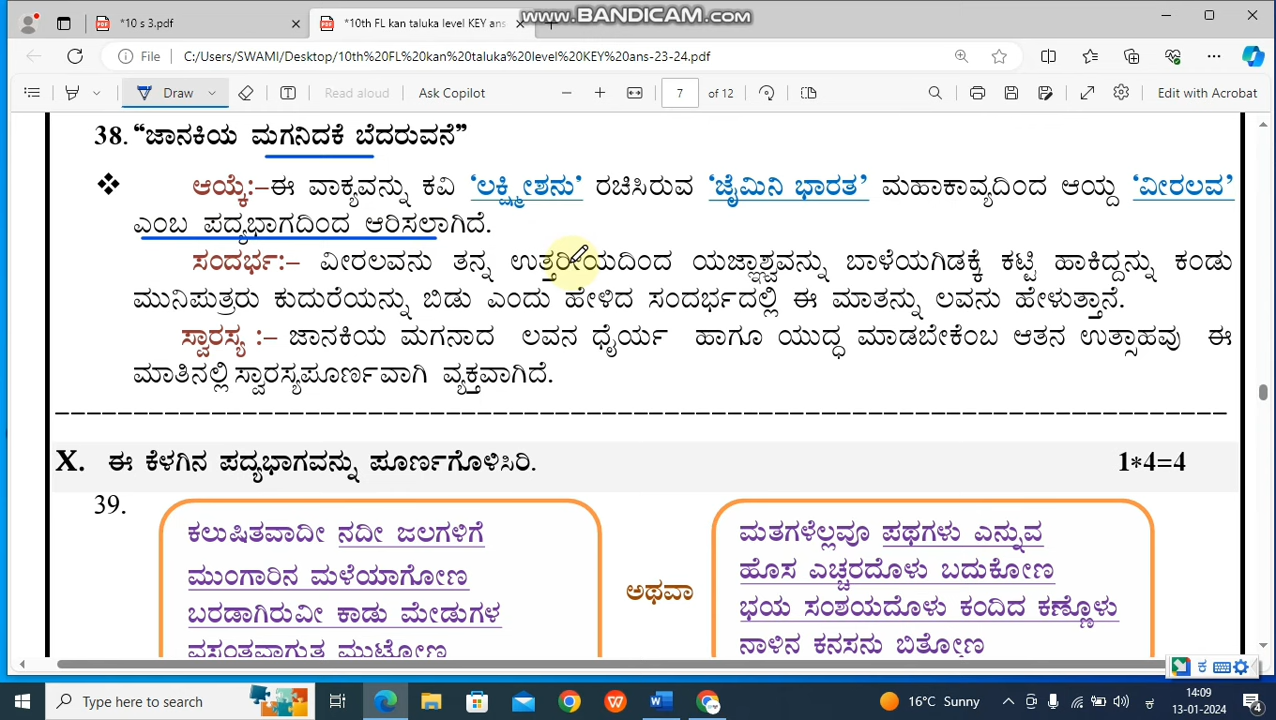 www.BANDICAM.com
*10 s 3.pdf
*10th FL kan taluka level KEY ans
File
C:/Users/SWAMI/Desktop/10th%20FL%20kan%20taluka%20level%20KEY%20ans-23-24.pdf
Draw
Read aloud
Ask Copilot
7 of 12
Edit with Acrobat
38. “ಜಾನಕಿಯ ಮಗನಿದಕೆ ಬೆದರುವನೆ”
❖ ಆಯ್ಕೆ:-ಈ ವಾಕ್ಯವನ್ನು ಕವಿ ‘ಲಕ್ಷ್ಮೀಶನು’ ರಚಿಸಿರುವ ‘ಜೈಮಿನಿ ಭಾರತ’ ಮಹಾಕಾವ್ಯದಿಂದ ಆಯ್ದ ‘ವೀರಲವ’
ಎಂಬ ಪದ್ಯಭಾಗದಿಂದ ಆರಿಸಲಾಗಿದೆ.
ಸಂದರ್ಭ:- ವೀರಲವನು ತನ್ನ ಉತ್ತರೀಯದಿಂದ ಯಜ್ಞಾಶ್ವವನ್ನು ಬಾಳೆಯಗಿಡಕ್ಕೆ ಕಟ್ಟಿ ಹಾಕಿದ್ದನ್ನು ಕಂಡು
ಮುನಿಪುತ್ರರು ಕುದುರೆಯನ್ನು ಬಿಡು ಎಂದು ಹೇಳಿದ ಸಂದರ್ಭದಲ್ಲಿ ಈ ಮಾತನ್ನು ಲವನು ಹೇಳುತ್ತಾನೆ.
ಸ್ವಾರಸ್ಯ :- ಜಾನಕಿಯ ಮಗನಾದ ಲವನ ಧೈರ್ಯ ಹಾಗೂ ಯುದ್ಧ ಮಾಡಬೇಕೆಂಬ ಆತನ ಉತ್ಸಾಹವು ಈ
ಮಾತಿನಲ್ಲಿ ಸ್ವಾರಸ್ಯಪೂರ್ಣವಾಗಿ ವ್ಯಕ್ತವಾಗಿದೆ.
X. ಈ ಕೆಳಗಿನ ಪದ್ಯಭಾಗವನ್ನು ಪೂರ್ಣಗೊಳಿಸಿರಿ. 1*4=4
39.
ಕಲುಷಿತವಾದೀ ನದೀ ಜಲಗಳಿಗೆ
ಮುಂಗಾರಿನ ಮಳೆಯಾಗೋಣ
ಬರಡಾಗಿರುವೀ ಕಾಡು ಮೇಡುಗಳ
ವಸಂತವಾಗುತ ಮುಟ್ಟೋಣ
ಅಥವಾ
ಮತಗಳೆಲ್ಲವೂ ಪಥಗಳು ಎನ್ನುವ
ಹೊಸ ಎಚ್ಚರದೊಳು ಬದುಕೋಣ
ಭಯ ಸಂಶಯದೊಳು ಕಂದಿದ ಕಣ್ಣೊಳು
ನಾಳಿನ ಕನಸನು ಬಿತೋಣ
ಕ
Type here to search
16°C Sunny
14:09
13-01-2024
4